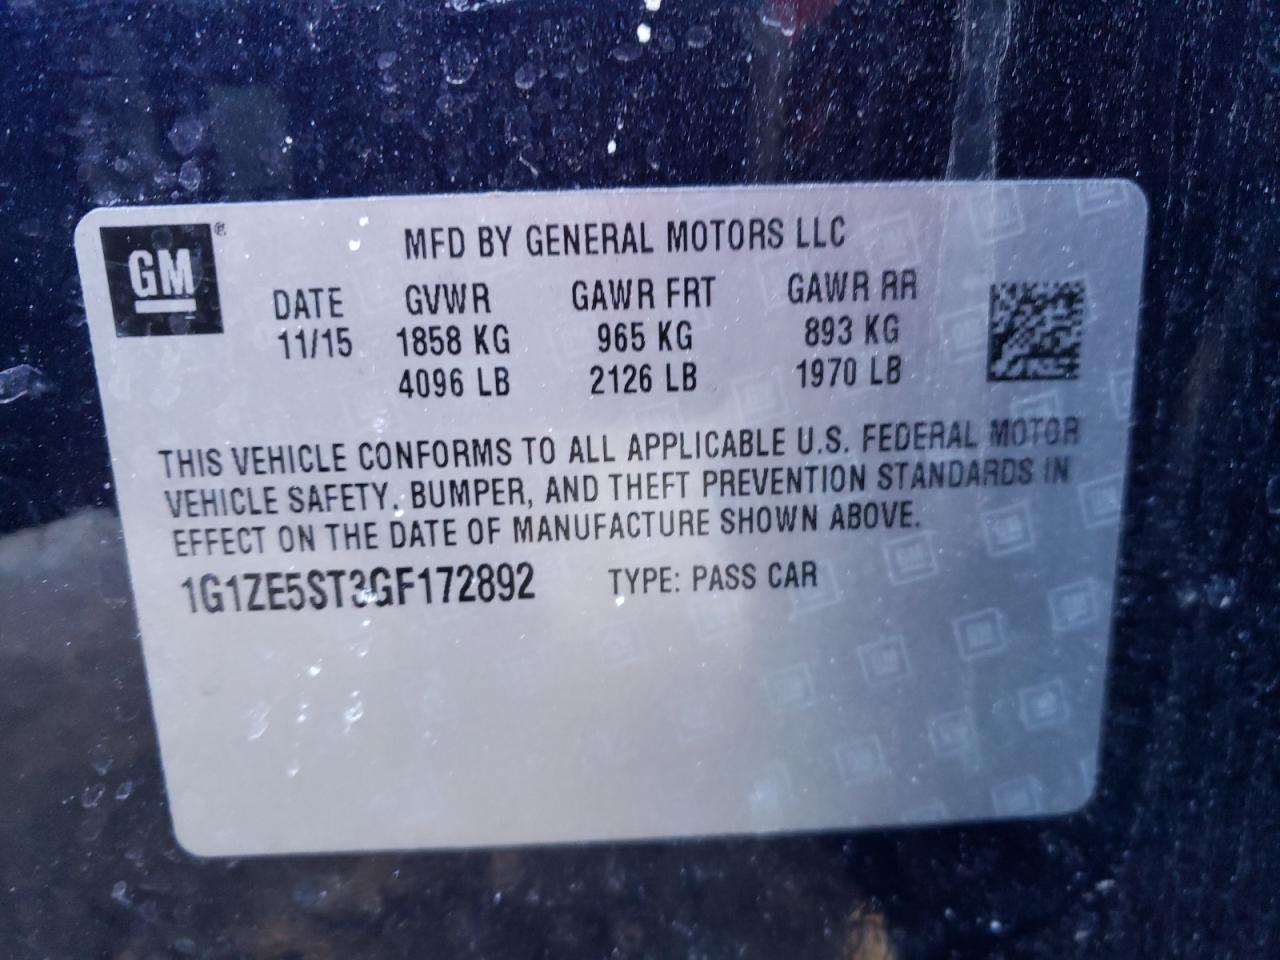 GM®
MFD BY GENERAL MOTORS LLC
DATE GVWR GAWR FRT GAWR RR
11/15 1858 KG 965 KG 893 KG
4096 LB 2126 LB 1970 LB
THIS VEHICLE CONFORMS TO ALL APPLICABLE U.S. FEDERAL MOTOR
VEHICLE SAFETY, BUMPER, AND THEFT PREVENTION STANDARDS IN
EFFECT ON THE DATE OF MANUFACTURE SHOWN ABOVE.
1G1ZE5ST3GF172892 TYPE: PASS CAR